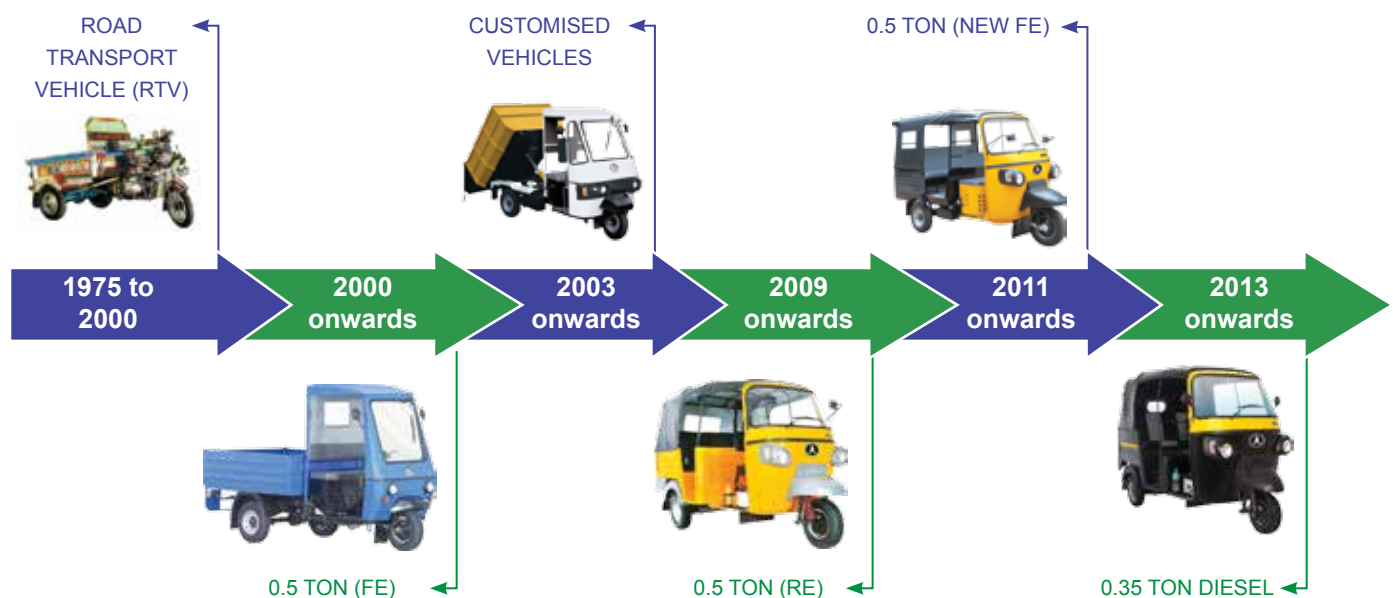 ROAD
TRANSPORT
VEHICLE (RTV)
CUSTOMISED
VEHICLES
0.5 TON (NEW FE)
1975 to
2000
2000
onwards
2003
onwards
2009
onwards
2011
onwards
2013
onwards
0.5 TON (FE)
0.5 TON (RE)
0.35 TON DIESEL